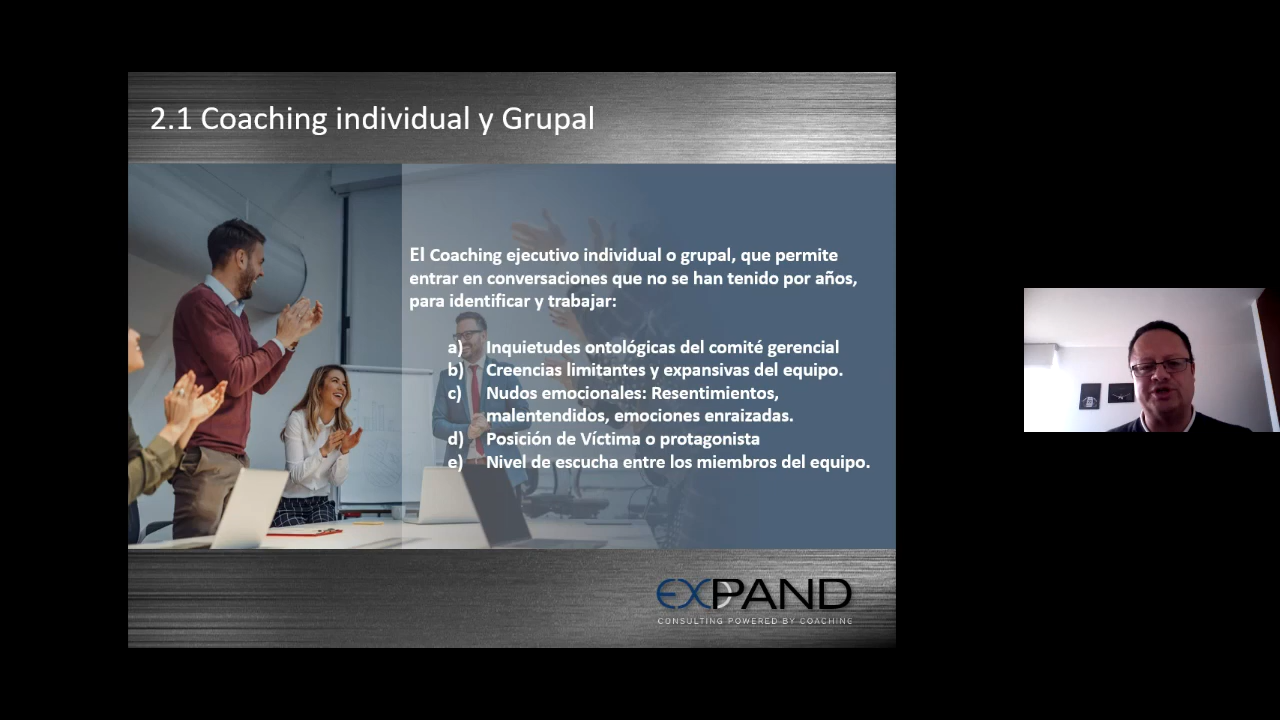 2.1 Coaching individual y Grupal
El Coaching ejecutivo individual o grupal, que permite
entrar en conversaciones que no se han tenido por años,
para identificar y trabajar:
a) Inquietudes ontológicas del comité gerencial
b) Creencias limitantes y expansivas del equipo.
c) Nudos emocionales: Resentimientos,
malentendidos, emociones enraizadas.
d) Posición de Víctima o protagonista
e) Nivel de escucha entre los miembros del equipo.
EXPAND
CONSULTING POWERED BY COACHING